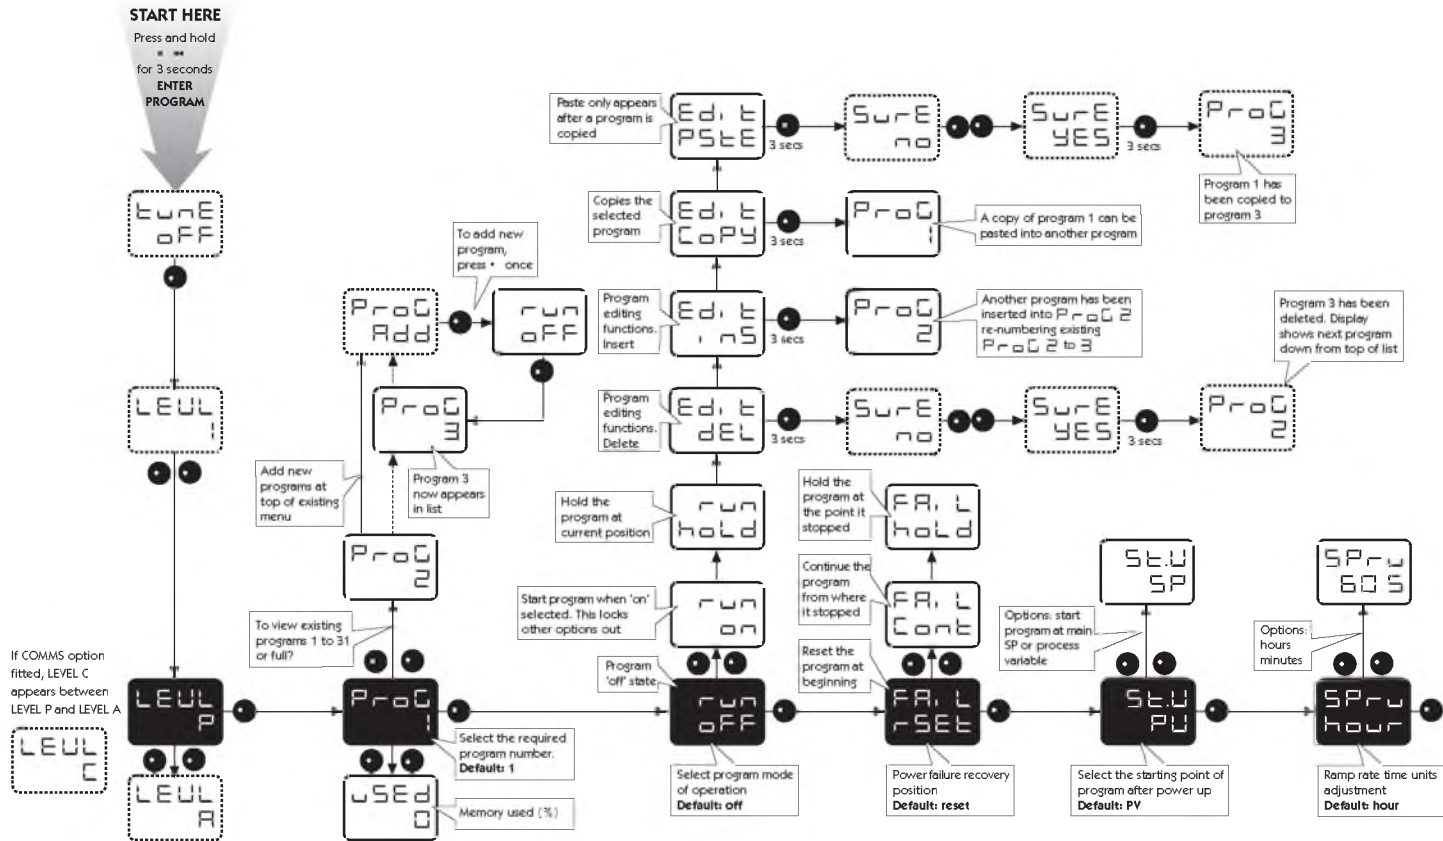 START HERE
Press and hold
for 3 seconds
ENTER
PROGRAM
tunE
oFF
LEVL
1
If COMMS option
fitted, LEVEL C
appears between
LEVEL P and LEVEL A
LEVL
C
LEVL
P
LEVL
A
Add new
programs at
top of existing
menu
ProG
Add
To add new
program,
press • once
run
oFF
ProG
3
Program 3
now appears
in list
ProG
2
To view existing
programs 1 to 31
or full?
ProG
1
Select the required
program number.
Default: 1
uSEd
0
Memory used (%)
Paste only appears
after a program is
copied
Edit
PStE
3 secs
SurE
no
SurE
YES
3 secs
ProG
3
Program 1 has
been copied to
program 3
Copies the
selected
program
Edit
CoPY
3 secs
ProG
1
A copy of program 1 can be
pasted into another program
Program
editing
functions.
Insert
Edit
inS
3 secs
ProG
2
Another program has been
inserted into ProG 2
re-numbering existing
ProG 2 to 3
Program 3 has been
deleted. Display
shows next program
down from top of list
Program
editing
functions.
Delete
Edit
dEL
3 secs
SurE
no
SurE
YES
3 secs
ProG
2
Hold the
program at
current position
run
hoLd
Start program when 'on'
selected. This locks
other options out
run
on
Program
'off' state
run
oFF
Select program mode
of operation
Default: off
Hold the
program at
the point it
stopped
FAiL
hoLd
Continue the
program
from where
it stopped
FAiL
Cont
Reset the
program at
beginning
FAiL
rSEt
Power failure recovery
position
Default: reset
St.V
SP
Options: start
program at main
SP or process
variable
St.V
PV
Select the starting point of
program after power up
Default: PV
SPru
60 S
Options:
hours
minutes
SPru
hour
Ramp rate time units
adjustment
Default: hour